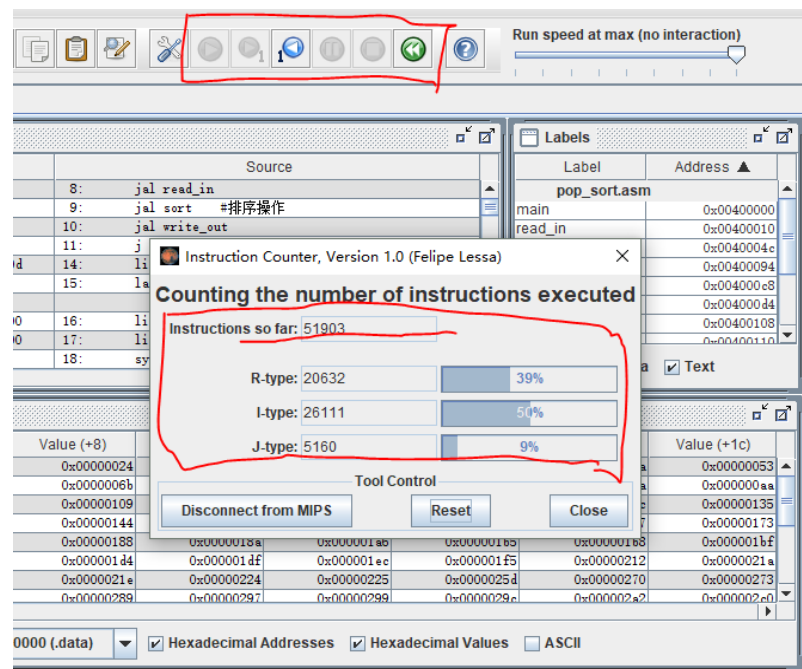 Run speed at max (no interaction)
1
1
Labels
Source
Label Address ▲
8: jal read_in
pop_sort.asm
9: jal sort #排序操作
main 0x00400000
10: jal write_out
read_in 0x00400010
11: j
0x0040004c
14: li
0x00400094
15: la
0x004000c8
0x004000d4
16: li
0x00400108
17: li
0x00400110
18: sy
Text
Instruction Counter, Version 1.0 (Felipe Lessa)
Counting the number of instructions executed
Instructions so far: 51903
R-type: 20632 39%
I-type: 26111 50%
J-type: 5160 9%
Tool Control
Disconnect from MIPS Reset Close
Value (+8) Value (+1c)
0x00000024 0x00000053
0x0000006b 0x000000aa
0x00000109 0x00000135
0x00000144 0x00000173
0x00000188 0x0000018a 0x000001a6 0x000001b5 0x000001b8 0x000001bf
0x000001d4 0x000001df 0x000001ec 0x000001f5 0x00000212 0x0000021a
0x0000021e 0x00000224 0x00000225 0x0000025d 0x00000270 0x00000273
0x00000289 0x00000297 0x00000299 0x0000029c 0x000002a2 0x000002c0
0000 (.data) Hexadecimal Addresses Hexadecimal Values ASCII